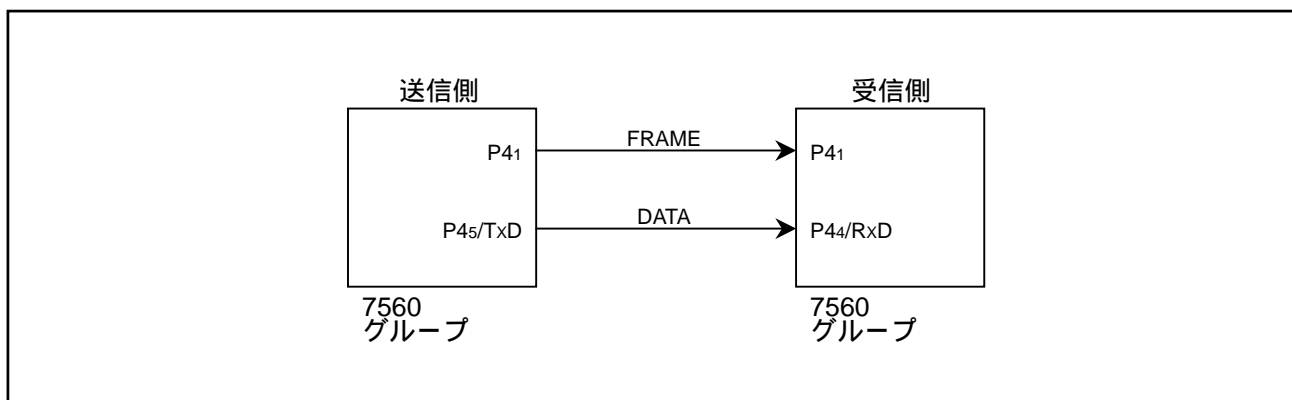 送信側
受信側
P41
FRAME
P41
P45/TXD
DATA
P44/RXD
7560
グループ
7560
グループ